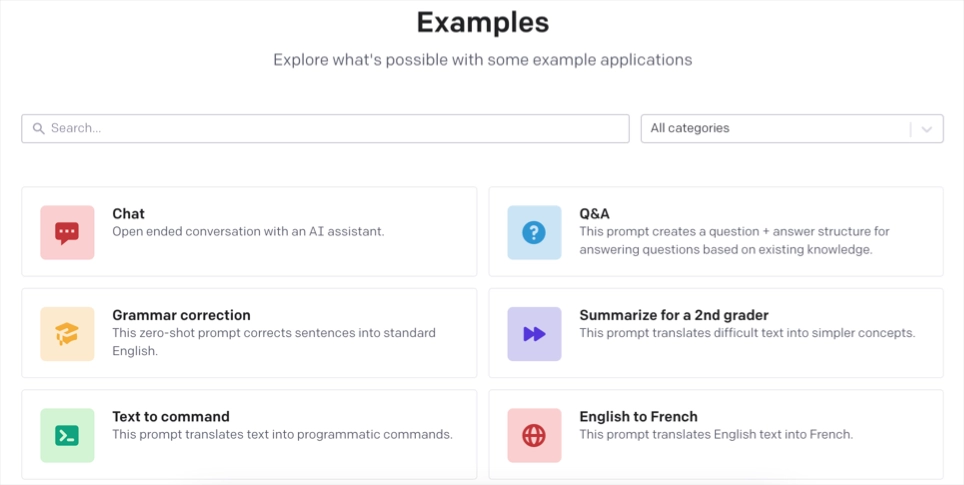 Examples
Explore what's possible with some example applications
Search...
All categories
Chat
Open ended conversation with an AI assistant.
Q&A
This prompt creates a question + answer structure for
answering questions based on existing knowledge.
Grammar correction
This zero-shot prompt corrects sentences into standard
English.
Summarize for a 2nd grader
This prompt translates difficult text into simpler concepts.
Text to command
This prompt translates text into programmatic commands.
English to French
This prompt translates English text into French.